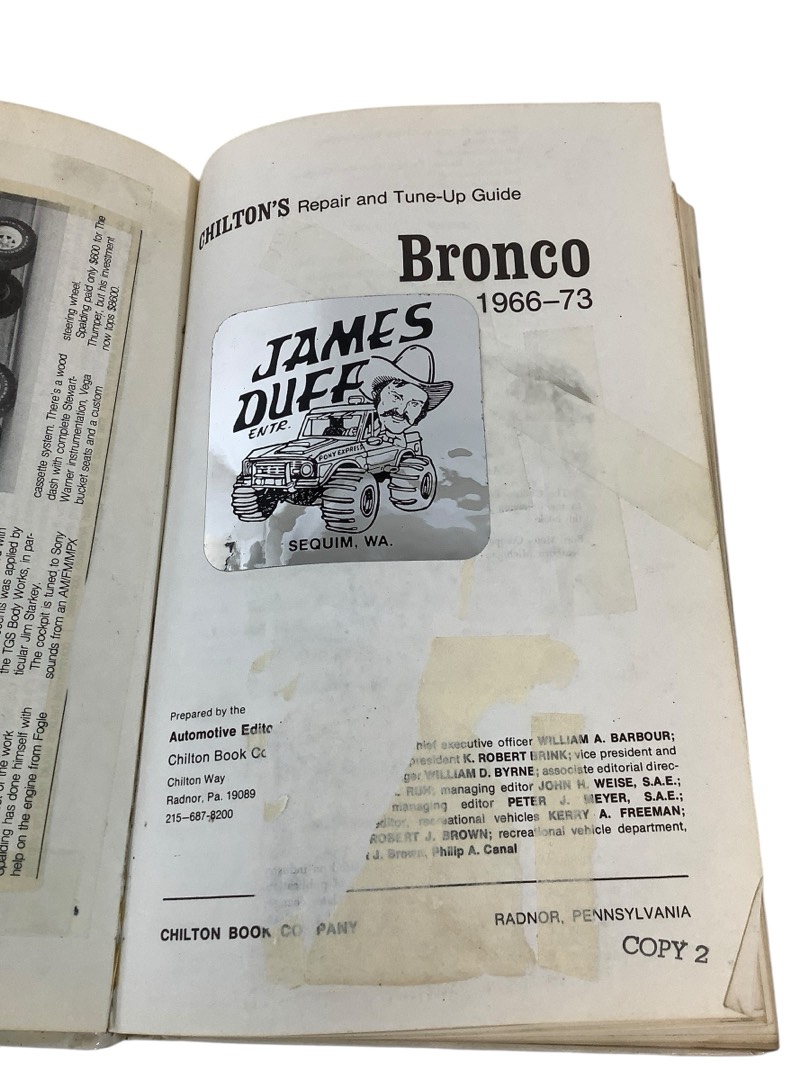 steering wheel.
Spalding paid only $600 for The
Thumper, but his investment
now tops $8600.
cassette system. There's a wood
dash with complete Stewart-
Warner instrumentation, Vega
bucket seats and a custom
with
was applied by
the TGS Body Works, in par-
ticular Jim Starkey.
The cockpit is tuned to Sony
sounds from an AM/FM/MPX
of the work
Spalding has done himself with
help on the engine from Fogle
CHILTON'S Repair and Tune-Up Guide
Bronco
1966–73
JAMES
DUFF
ENTR.
PONY EXPRESS
SEQUIM, WA.
Prepared by the
Automotive Edito
Chilton Book Co
Chilton Way
Radnor, Pa. 19089
215–687-8200
chief executive officer WILLIAM A. BARBOUR;
president K. ROBERT BRINK; vice president and
ger WILLIAM D. BYRNE; associate editorial direc-
managing editor JOHN H. WEISE, S.A.E.;
managing editor PETER J. MEYER, S.A.E.;
editor, recreational vehicles KERRY A. FREEMAN;
ROBERT J. BROWN; recreational vehicle department,
J. Brown, Philip A. Canal
CHILTON BOOK COMPANY
RADNOR, PENNSYLVANIA
COPY 2